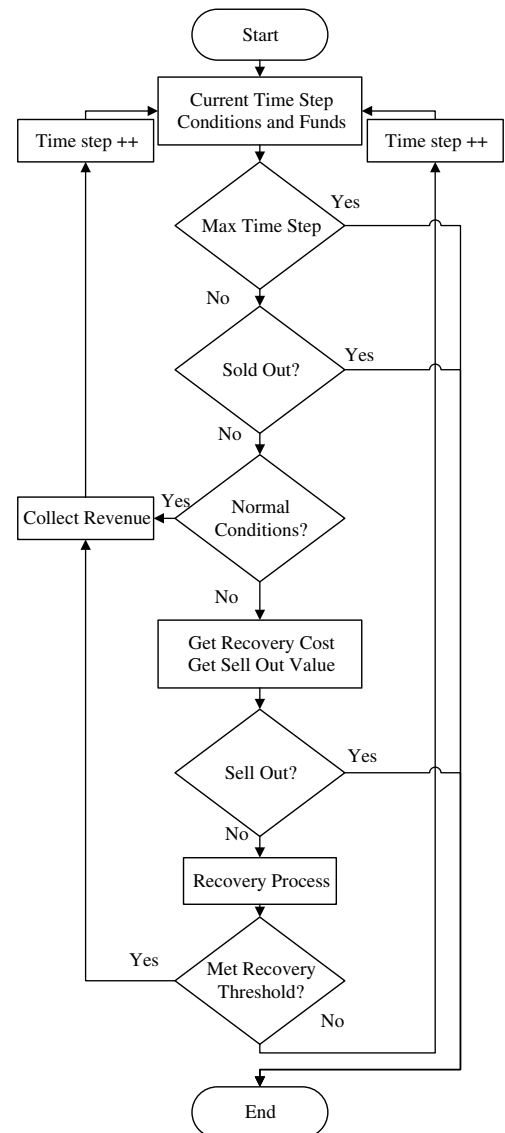 Start
Current Time Step
Conditions and Funds
Time step ++
Time step ++
Max Time Step
Yes
No
Sold Out?
Yes
No
Normal
Conditions?
Yes
Collect Revenue
No
Get Recovery Cost
Get Sell Out Value
Sell Out?
Yes
No
Recovery Process
Met Recovery
Threshold?
Yes
No
End